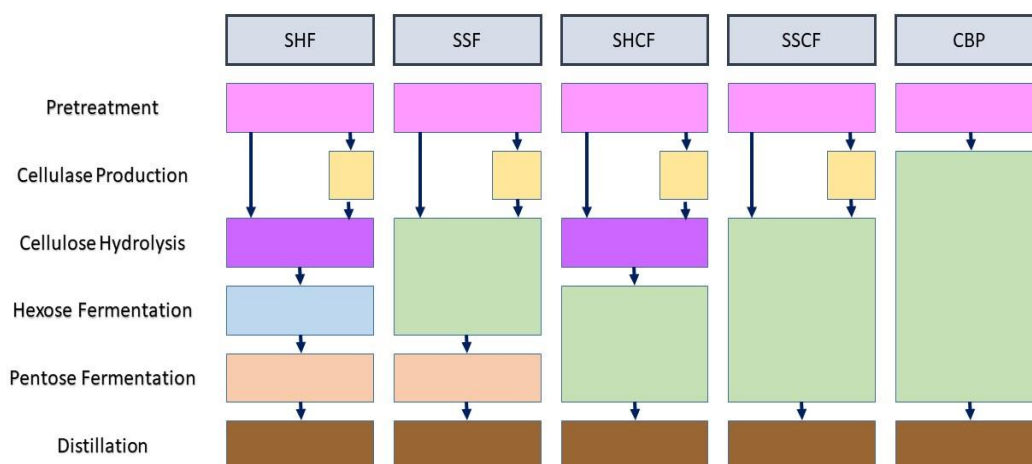 SHF SSF SHCF SSCF CBP
Pretreatment
Cellulase Production
Cellulose Hydrolysis
Hexose Fermentation
Pentose Fermentation
Distillation